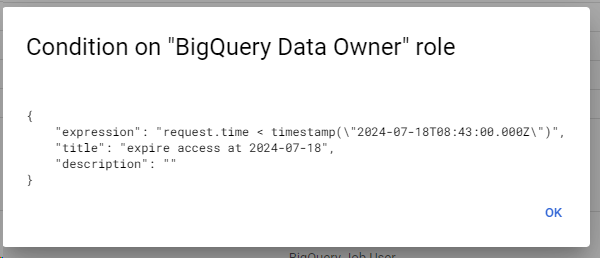 Condition on "BigQuery Data Owner" role
{
    "expression": "request.time < timestamp(\"2024-07-18T08:43:00.000Z\")",
    "title": "expire access at 2024-07-18",
    "description": ""
}
OK
BigQuery Job User